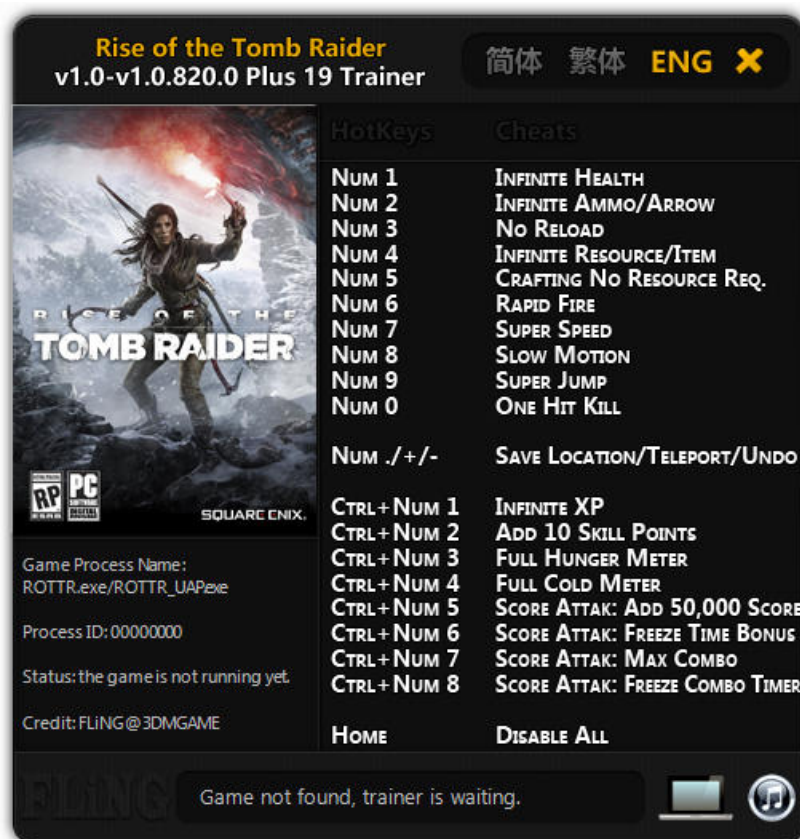 Rise of the Tomb Raider
v1.0-v1.0.820.0 Plus 19 Trainer
简体 繁体 ENG
HotKeys Cheats
Num 1 Infinite Health
Num 2 Infinite Ammo/Arrow
Num 3 No Reload
Num 4 Infinite Resource/Item
Num 5 Crafting No Resource Req.
Num 6 Rapid Fire
Num 7 Super Speed
Num 8 Slow Motion
Num 9 Super Jump
Num 0 One Hit Kill
Num ./+/- Save Location/Teleport/Undo
Ctrl+Num 1 Infinite XP
Ctrl+Num 2 Add 10 Skill Points
Ctrl+Num 3 Full Hunger Meter
Ctrl+Num 4 Full Cold Meter
Ctrl+Num 5 Score Attak: Add 50,000 Score
Ctrl+Num 6 Score Attak: Freeze Time Bonus
Ctrl+Num 7 Score Attak: Max Combo
Ctrl+Num 8 Score Attak: Freeze Combo Timer
Home Disable All
RISE OF THE
TOMB RAIDER
RP
PC
SQUARE ENIX.
Game Process Name:
ROTTR.exe/ROTTR_UAP.exe
Process ID: 00000000
Status: the game is not running yet.
Credit: FLiNG@3DMGAME
FLiNG
Game not found, trainer is waiting.